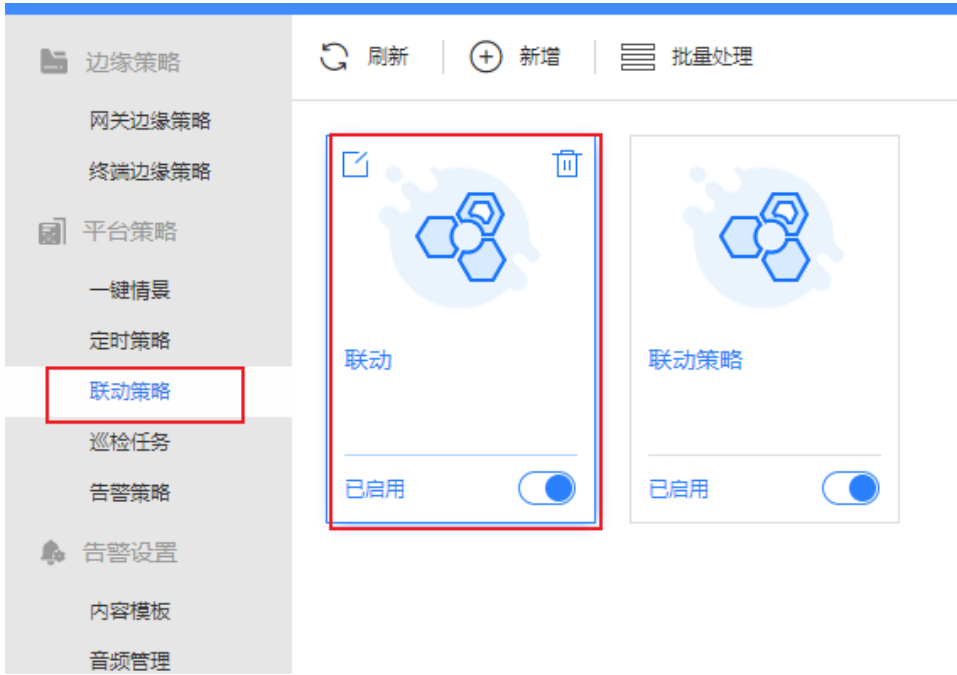 边缘策略
网关边缘策略
终端边缘策略
平台策略
一键情景
定时策略
联动策略
巡检任务
告警策略
告警设置
内容模板
音频管理
刷新 新增 批量处理
联动
已启用
联动策略
已启用